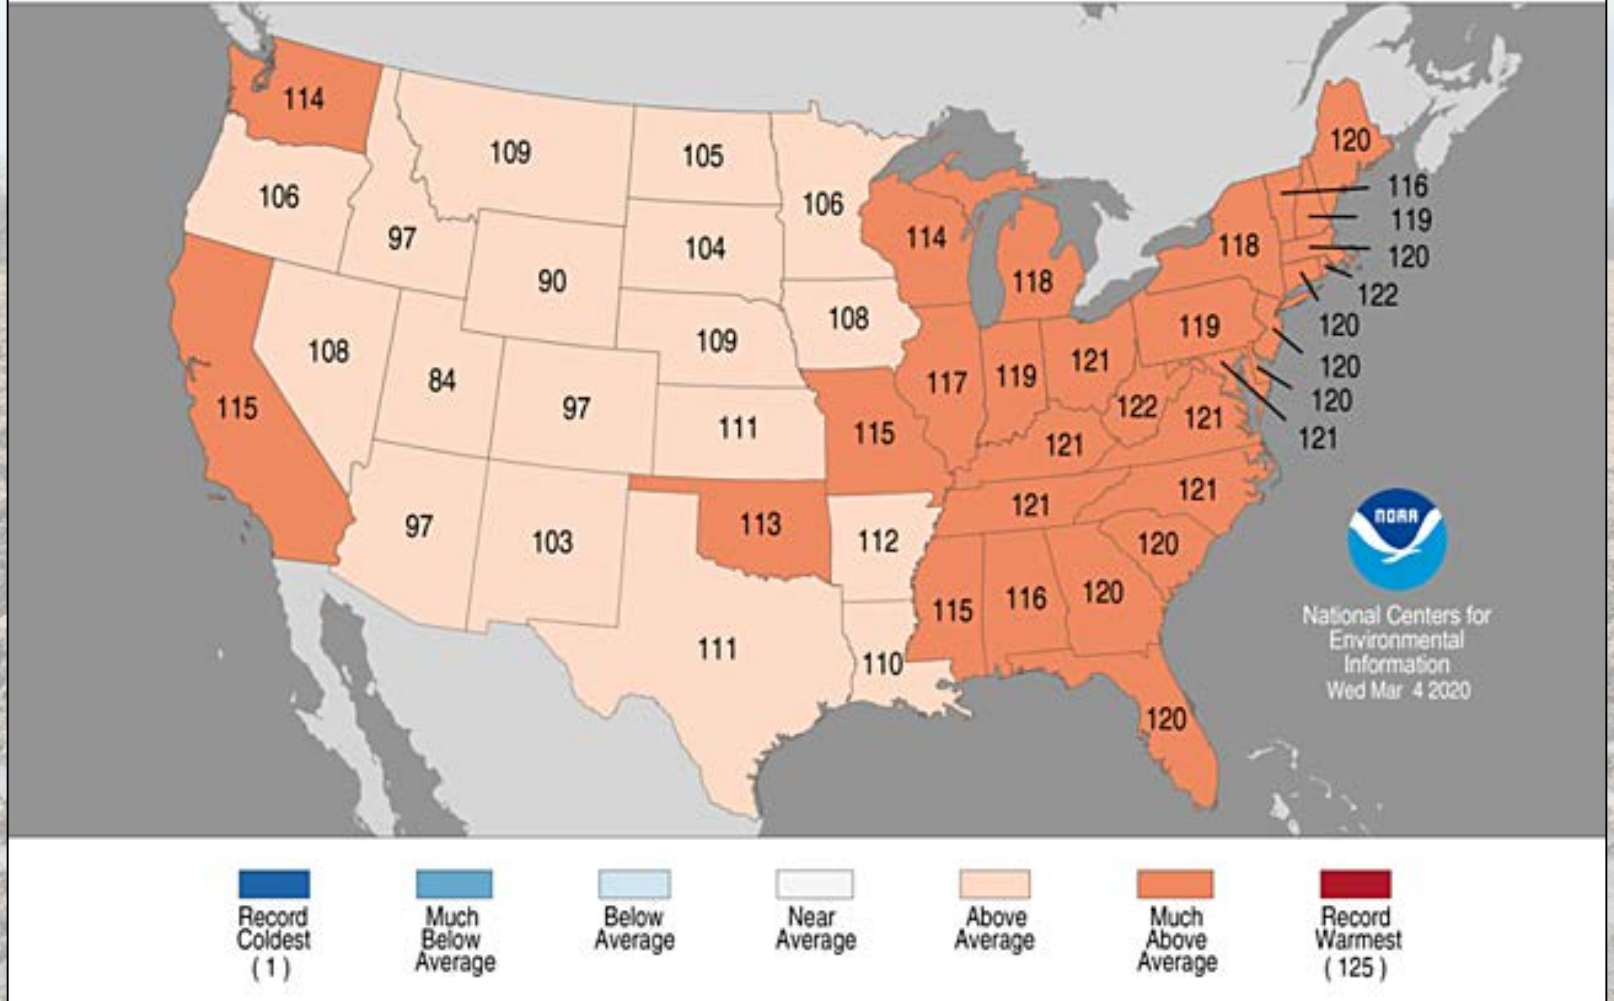 114
109
105
106
106
97
104
90
114
118
118
120
116
119
120
122
120
120
120
121
108
109
108
119
84
97
111
115
117
119
121
122
121
115
121
121
121
97
103
113
112
120
115
116
120
111
110
120
NOAA
National Centers for
Environmental
Information
Wed Mar 4 2020
Record
Coldest
( 1 )
Much
Below
Average
Below
Average
Near
Average
Above
Average
Much
Above
Average
Record
Warmest
( 125 )